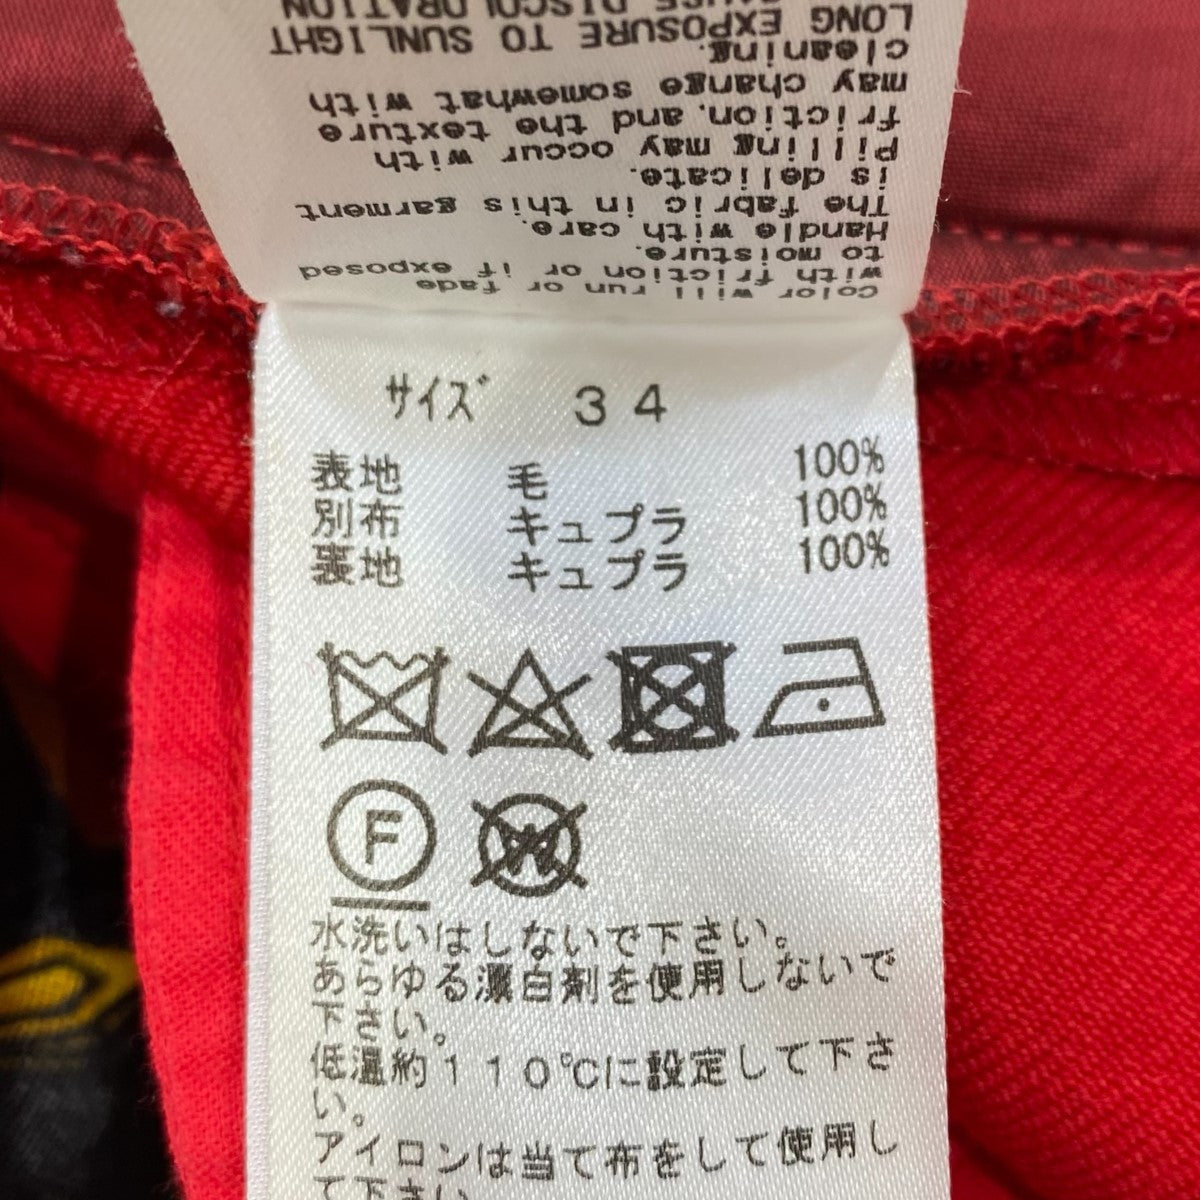 Color will run or fade
with friction or if exposed
to moisture.
Handle with care.
The fabric in this garment
is delicate.
Pilling may occur with
friction, and the texture
may change somewhat with
cleaning.
LONG EXPOSURE TO SUNLIGHT
DISCOLORATION
サイズ 34
表地 毛 100%
別布 キュプラ 100%
裏地 キュプラ 100%
F
W
水洗いはしないで下さい。
あらゆる漂白剤を使用しないで
下さい。
低温約110℃に設定して下さ
い。
アイロンは当て布をして使用し
て下さい